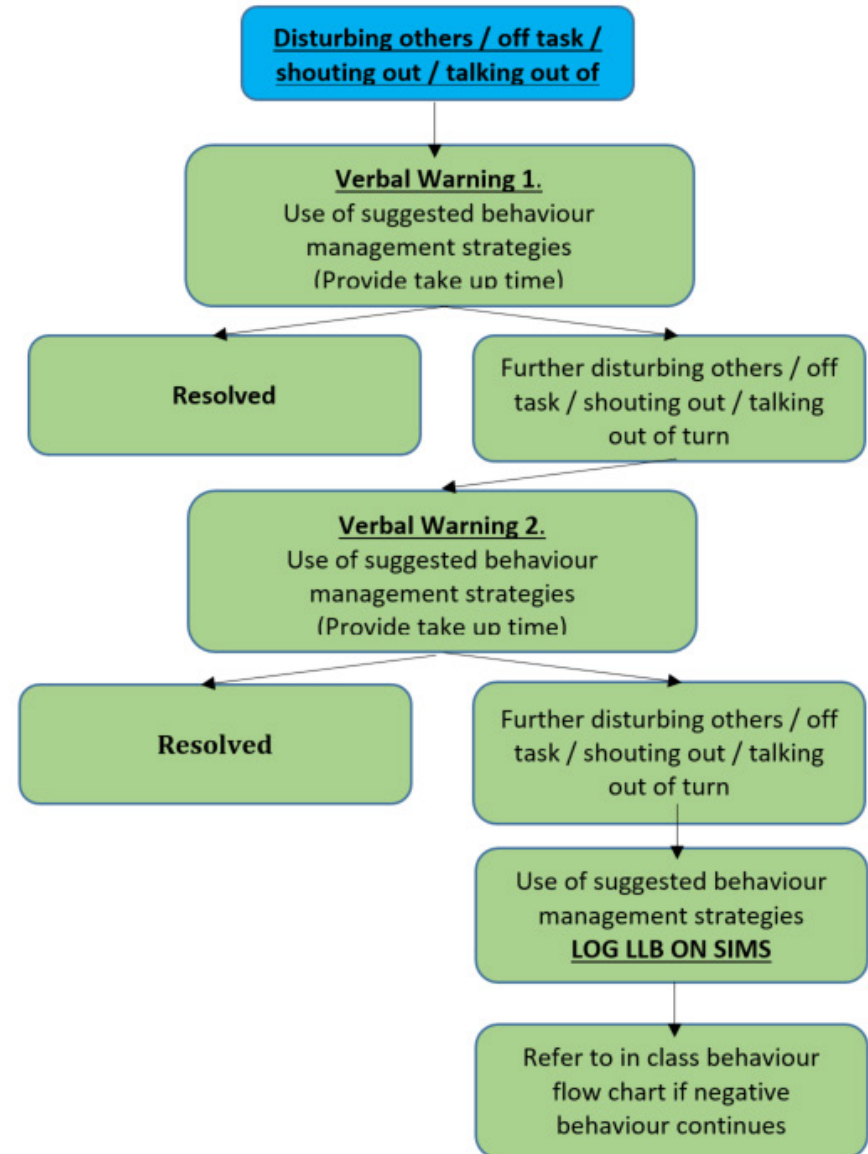 Disturbing others / off task /
shouting out / talking out of
Verbal Warning 1.
Use of suggested behaviour
management strategies
(Provide take up time)
Resolved
Further disturbing others / off
task / shouting out / talking
out of turn
Verbal Warning 2.
Use of suggested behaviour
management strategies
(Provide take up time)
Resolved
Further disturbing others / off
task / shouting out / talking
out of turn
Use of suggested behaviour
management strategies
LOG LLB ON SIMS
Refer to in class behaviour
flow chart if negative
behaviour continues